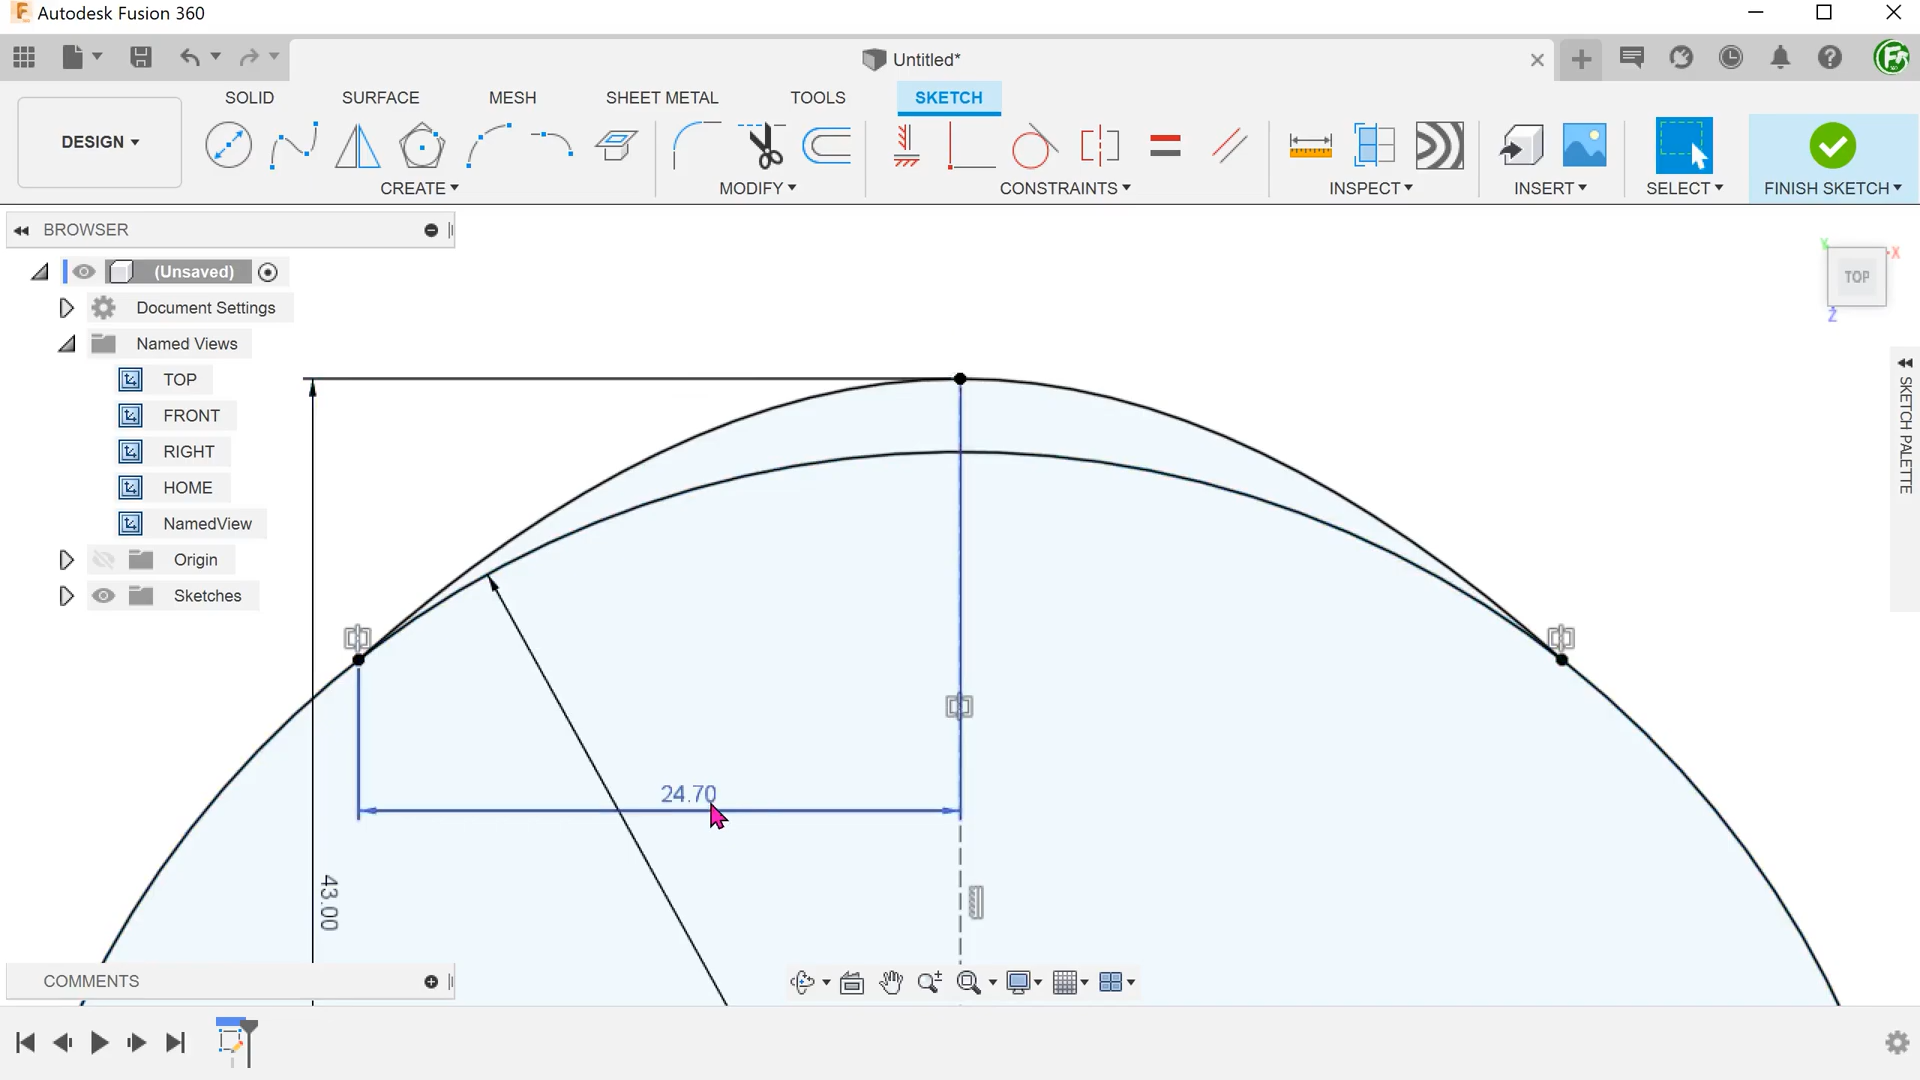 Autodesk Fusion 360
Untitled*
SOLID
SURFACE
MESH
SHEET METAL
TOOLS
SKETCH
DESIGN
CREATE
MODIFY
CONSTRAINTS
INSPECT
INSERT
SELECT
FINISH SKETCH
BROWSER
(Unsaved)
Document Settings
Named Views
TOP
FRONT
RIGHT
HOME
NamedView
Origin
Sketches
TOP
X
Y
Z
SKETCH PALETTE
24.70
43.00
COMMENTS